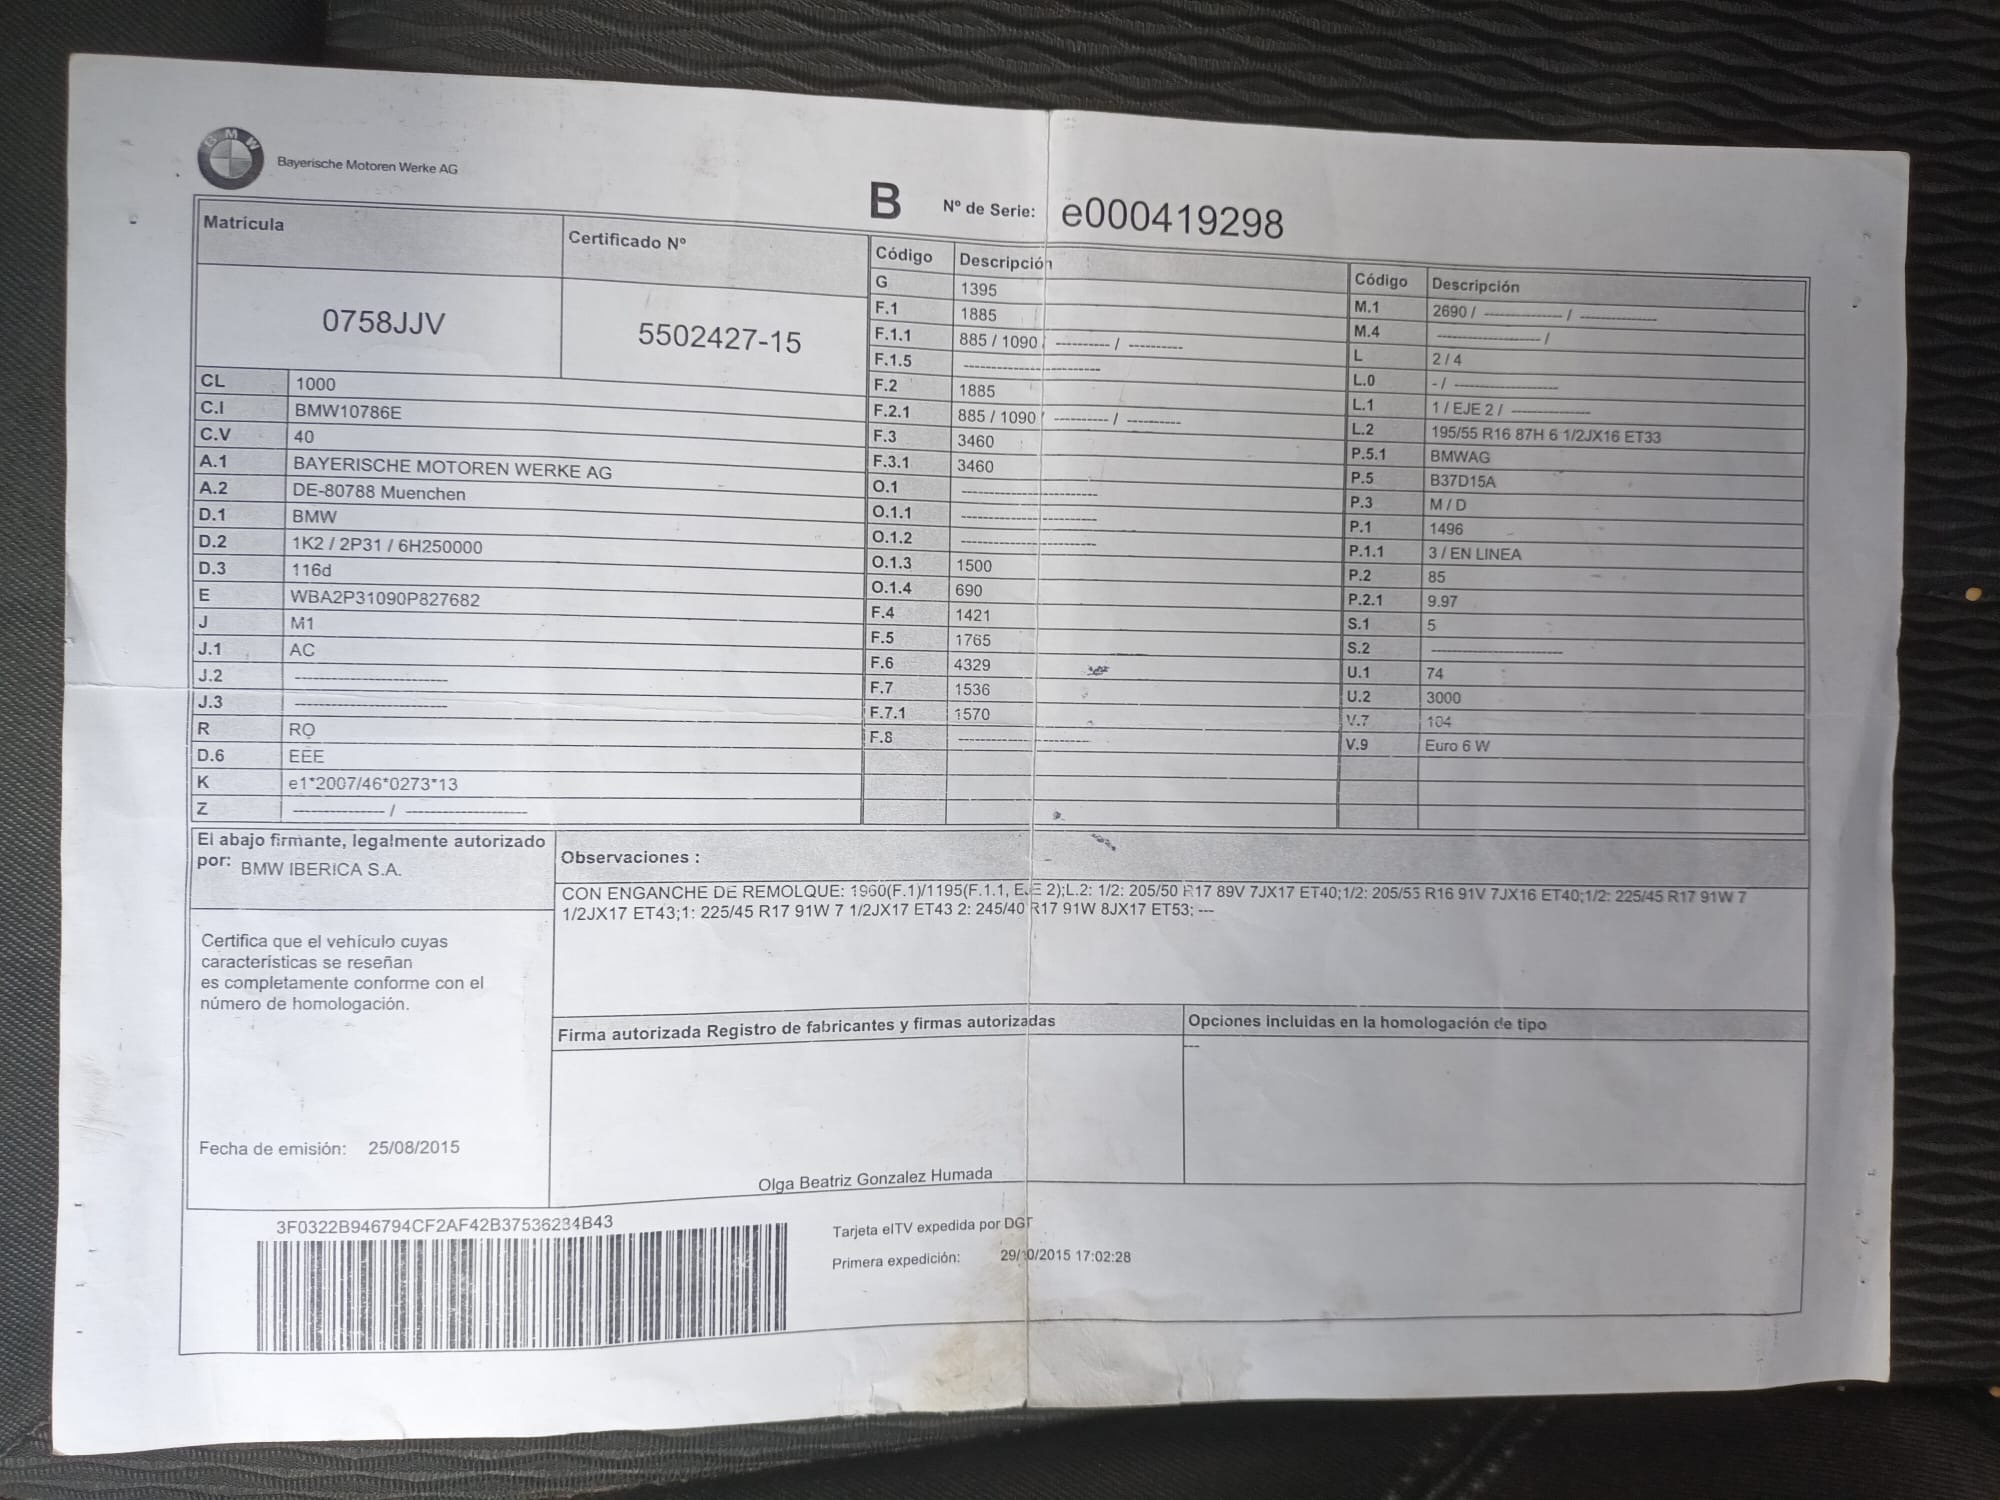 BMW
Bayerische Motoren Werke AG
B Nº de Serie: e000419298
Matrícula
Certificado Nº
0758JJV
5502427-15
CL 1000
C.I BMW10786E
C.V 40
A.1 BAYERISCHE MOTOREN WERKE AG
A.2 DE-80788 Muenchen
D.1 BMW
D.2 1K2 / 2P31 / 6H250000
D.3 116d
E WBA2P31090P827682
J M1
J.1 AC
J.2 ----------------------
J.3 ----------------------
R RO
D.6 EEE
K e1*2007/46*0273*13
Z ------------- / -----------------
Código Descripción
G 1395
F.1 1885
F.1.1 885 / 1090 / ---------- / ----------
F.1.5 -------------------------
F.2 1885
F.2.1 885 / 1090 / ---------- / ----------
F.3 3460
F.3.1 3460
O.1 -------------------------
O.1.1 -------------------------
O.1.2 -------------------------
O.1.3 1500
O.1.4 690
F.4 1421
F.5 1765
F.6 4329
F.7 1536
F.7.1 1570
F.8 -------------------------
Código Descripción
M.1 2690 / --------------- / ---------------
M.4 -------------------- /
L 2 / 4
L.0 - / --------------------
L.1 1 / EJE 2 / ---------------
L.2 195/55 R16 87H 6 1/2JX16 ET33
P.5.1 BMWAG
P.5 B37D15A
P.3 M / D
P.1 1496
P.1.1 3 / EN LINEA
P.2 85
P.2.1 9.97
S.1 5
S.2 -------------------------
U.1 74
U.2 3000
V.7 104
V.9 Euro 6 W
El abajo firmante, legalmente autorizado
por: BMW IBERICA S.A.
Certifica que el vehículo cuyas
características se reseñan
es completamente conforme con el
número de homologación.
Fecha de emisión: 25/08/2015
Observaciones :
CON ENGANCHE DE REMOLQUE: 1960(F.1)/1195(F.1.1, EJE 2);L.2: 1/2: 205/50 R17 89V 7JX17 ET40;1/2: 205/55 R16 91V 7JX16 ET40;1/2: 225/45 R17 91W 7
1/2JX17 ET43;1: 225/45 R17 91W 7 1/2JX17 ET43 2: 245/40 R17 91W 8JX17 ET53; ---
Firma autorizada Registro de fabricantes y firmas autorizadas
Olga Beatriz Gonzalez Humada
Opciones incluidas en la homologación de tipo
---
3F0322B946794CF2AF42B37536234B43
Tarjeta eITV expedida por DGT
Primera expedición: 29/10/2015 17:02:28